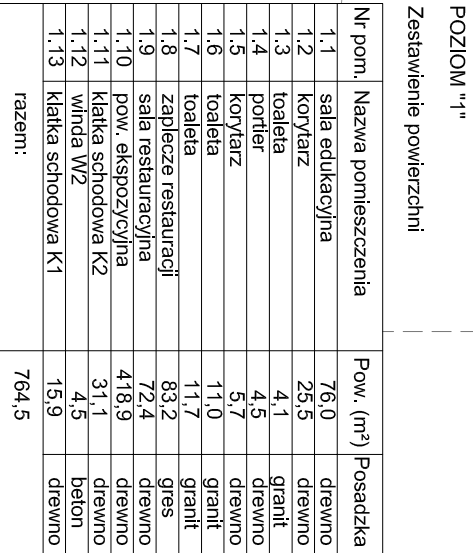 POZIOM "1"
Zestawienie powierzchni
Nr pom. Nazwa pomieszczenia Pow. (m²) Posadzka
1.1 sala edukacyjna 76,0 drewno
1.2 korytarz 25,5 drewno
1.3 toaleta 4,1 granit
1.4 portier 4,5 drewno
1.5 korytarz 5,7 drewno
1.6 toaleta 11,0 granit
1.7 toaleta 11,7 granit
1.8 zaplecze restauracji 83,2 gres
1.9 sala restauracyjna 72,4 drewno
1.10 pow. ekspozycyjna 418,9 drewno
1.11 klatka schodowa K2 31,1 drewno
1.12 winda W2 4,5 beton
1.13 klatka schodowa K1 15,9 drewno
razem: 764,5